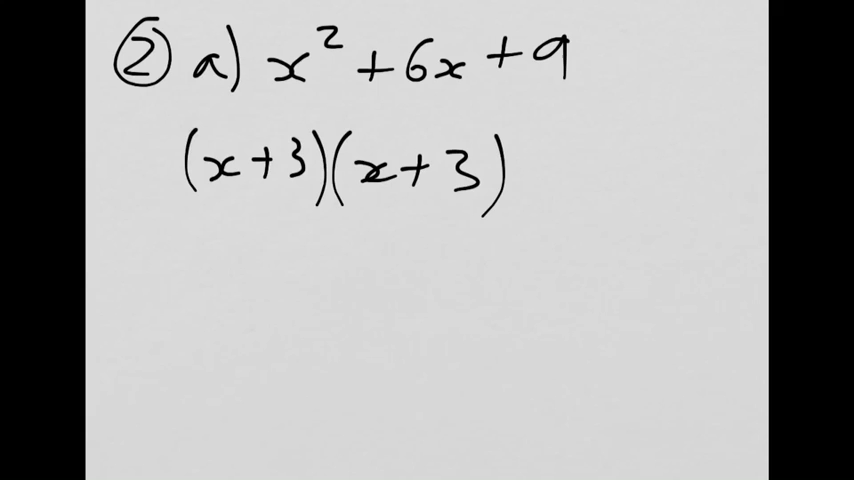 ② a) x² + 6x + 9
(x + 3)(x + 3)